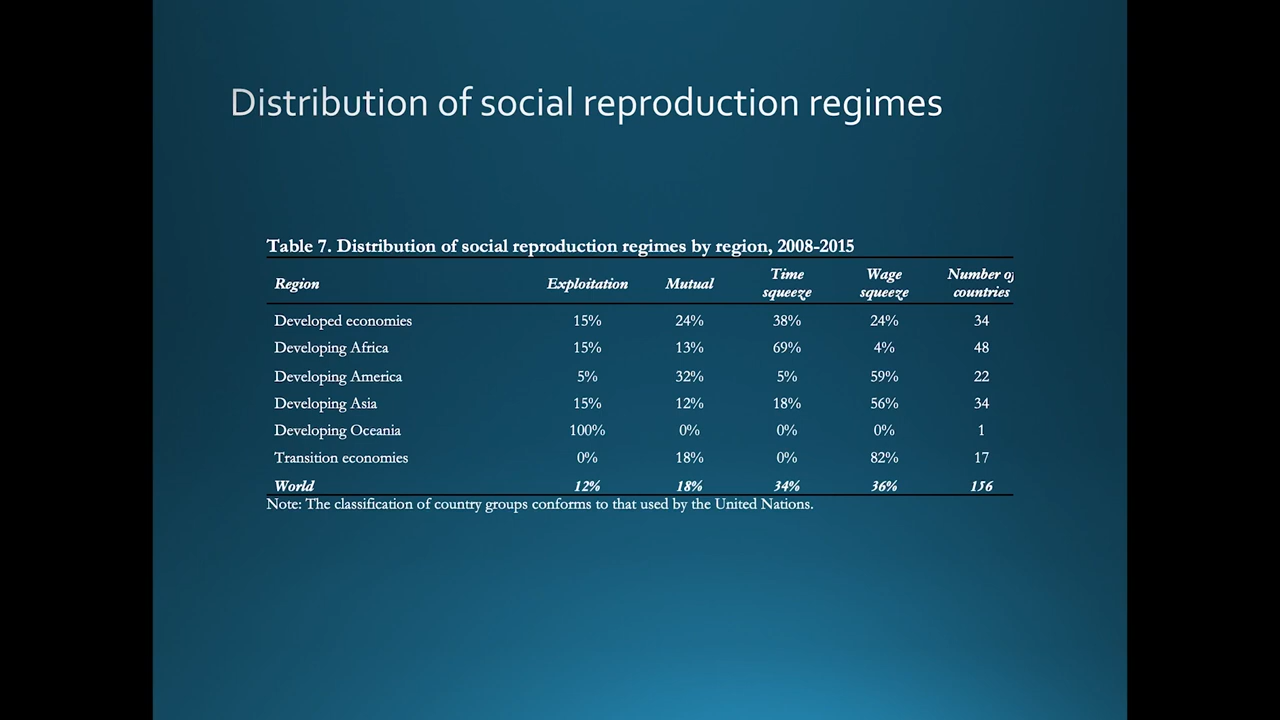 Distribution of social reproduction regimes
Table 7. Distribution of social reproduction regimes by region, 2008-2015
Region Exploitation Mutual Time squeeze Wage squeeze Number of countries
Developed economies 15% 24% 38% 24% 34
Developing Africa 15% 13% 69% 4% 48
Developing America 5% 32% 5% 59% 22
Developing Asia 15% 12% 18% 56% 34
Developing Oceania 100% 0% 0% 0% 1
Transition economies 0% 18% 0% 82% 17
World 12% 18% 34% 36% 156
Note: The classification of country groups conforms to that used by the United Nations.